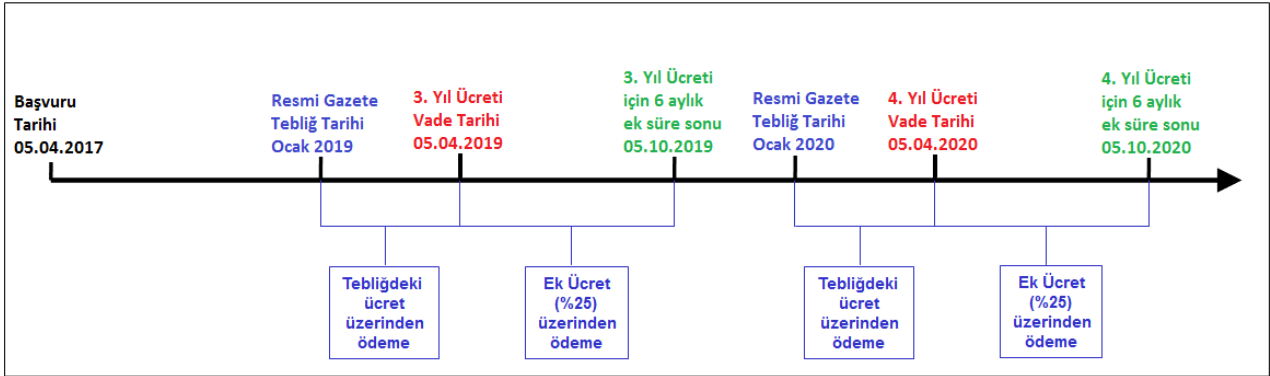 Başvuru
Tarihi
05.04.2017
Resmi Gazete
Tebliğ Tarihi
Ocak 2019
3. Yıl Ücreti
Vade Tarihi
05.04.2019
3. Yıl Ücreti
için 6 aylık
ek süre sonu
05.10.2019
Resmi Gazete
Tebliğ Tarihi
Ocak 2020
4. Yıl Ücreti
Vade Tarihi
05.04.2020
4. Yıl Ücreti
için 6 aylık
ek süre sonu
05.10.2020
Tebliğdeki
ücret
üzerinden
ödeme
Ek Ücret
(%25)
üzerinden
ödeme
Tebliğdeki
ücret
üzerinden
ödeme
Ek Ücret
(%25)
üzerinden
ödeme